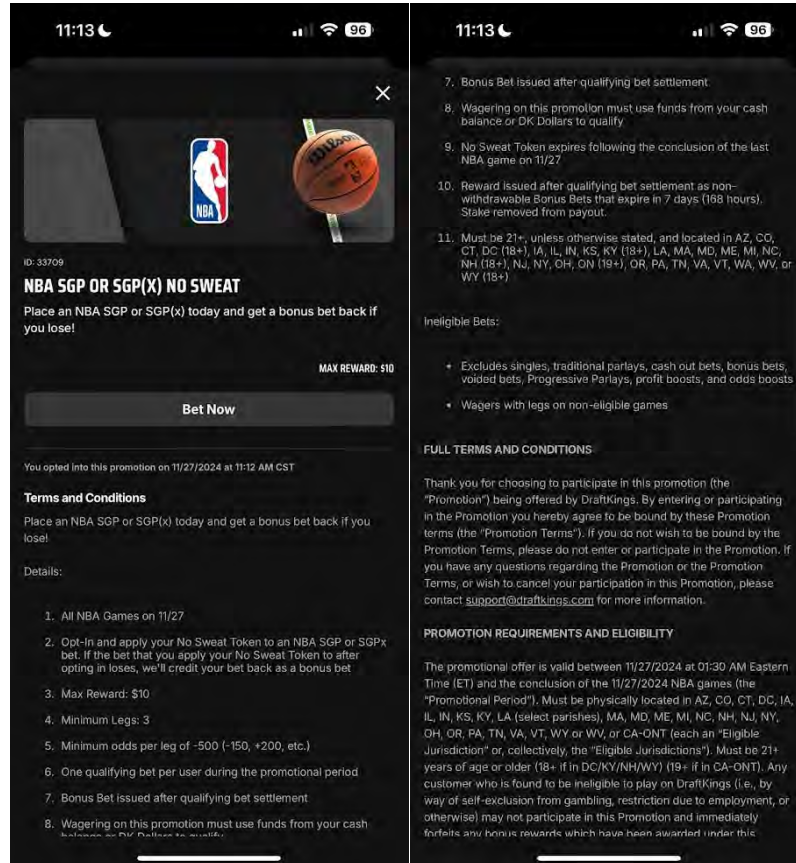 11:13
96
NBA
Wilson
ID: 33709
NBA SGP OR SGP(X) NO SWEAT
Place an NBA SGP or SGP(x) today and get a bonus bet back if
you lose!
MAX REWARD: $10
Bet Now
You opted into this promotion on 11/27/2024 at 11:12 AM CST
Terms and Conditions
Place an NBA SGP or SGP(x) today and get a bonus bet back if you
lose!
Details:
1. All NBA Games on 11/27
2. Opt-In and apply your No Sweat Token to an NBA SGP or SGPx
bet. If the bet that you apply your No Sweat Token to after
opting in loses, we'll credit your bet back as a bonus bet
3. Max Reward: $10
4. Minimum Legs: 3
5. Minimum odds per leg of -500 (-150, +200, etc.)
6. One qualifying bet per user during the promotional period
7. Bonus Bet issued after qualifying bet settlement
8. Wagering on this promotion must use funds from your cash
balance or DK Dollars to qualify
11:13
96
7. Bonus Bet issued after qualifying bet settlement
8. Wagering on this promotion must use funds from your cash
balance or DK Dollars to qualify
9. No Sweat Token expires following the conclusion of the last
NBA game on 11/27
10. Reward issued after qualifying bet settlement as non-
withdrawable Bonus Bets that expire in 7 days (168 hours).
Stake removed from payout.
11. Must be 21+, unless otherwise stated, and located in AZ, CO,
CT, DC (18+), IA, IL, IN, KS, KY (18+), LA, MA, MD, ME, MI, NC,
NH (18+), NJ, NY, OH, ON (19+), OR, PA, TN, VA, VT, WA, WV, or
WY (18+)
Ineligible Bets:
• Excludes singles, traditional parlays, cash out bets, bonus bets,
voided bets, Progressive Parlays, profit boosts, and odds boosts
• Wagers with legs on non-eligible games
FULL TERMS AND CONDITIONS
Thank you for choosing to participate in this promotion (the
"Promotion") being offered by DraftKings. By entering or participating
in the Promotion you hereby agree to be bound by these Promotion
terms (the "Promotion Terms"). If you do not wish to be bound by the
Promotion Terms, please do not enter or participate in the Promotion. If
you have any questions regarding the Promotion or the Promotion
Terms, or wish to cancel your participation in this Promotion, please
contact support@draftkings.com for more information.
PROMOTION REQUIREMENTS AND ELIGIBILITY
The promotional offer is valid between 11/27/2024 at 01:30 AM Eastern
Time (ET) and the conclusion of the 11/27/2024 NBA games (the
"Promotional Period"). Must be physically located in AZ, CO, CT, DC, IA,
IL, IN, KS, KY, LA (select parishes), MA, MD, ME, MI, NC, NH, NJ, NY,
OH, OR, PA, TN, VA, VT, WY or WV, or CA-ONT (each an "Eligible
Jurisdiction" or, collectively, the "Eligible Jurisdictions"). Must be 21+
years of age or older (18+ if in DC/KY/NH/WY) (19+ if in CA-ONT). Any
customer who is found to be ineligible to play on DraftKings (i.e., by
way of self-exclusion from gambling, restriction due to employment, or
otherwise) may not participate in this Promotion and immediately
forfeits any bonus rewards which have been awarded under this